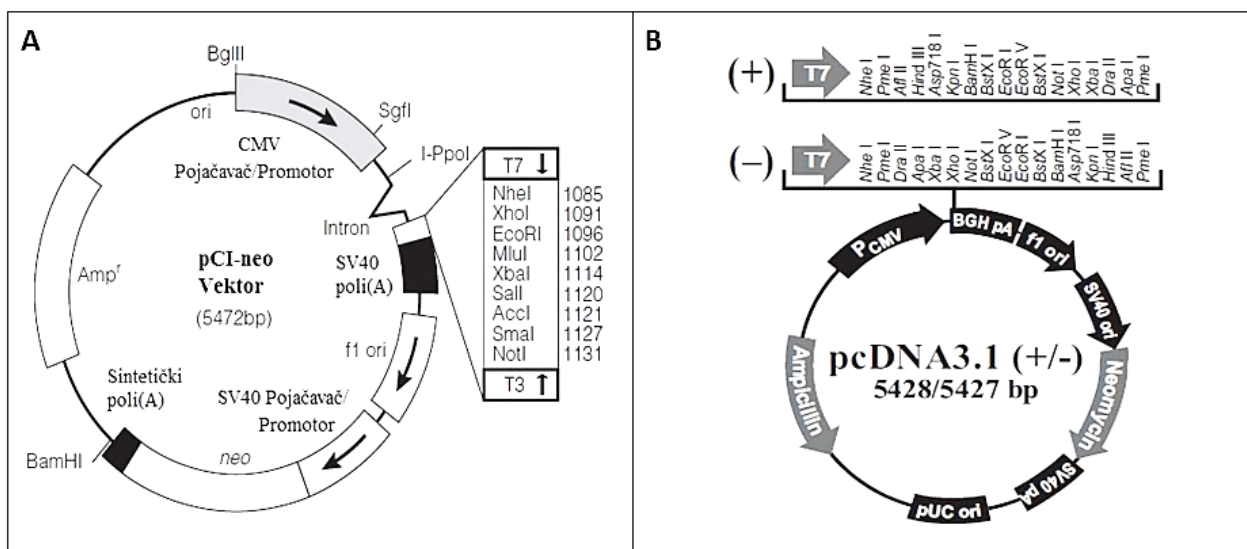 A
BglII
ori
SgfI
CMV
Pojačavač/Promotor
I-PpoI
T7 ↓
NheI 1085
XhoI 1091
EcoRI 1096
MluI 1102
XbaI 1114
SalI 1120
AccI 1121
SmaI 1127
NotI 1131
T3 ↑
Intron
Ampʳ
pCI-neo
Vektor
(5472bp)
SV40
poli(A)
f1 ori
Sintetički
poli(A)
SV40 Pojačavač/
Promotor
BamHI
neo
B
(+) T7 Nhe I Pme I Afl II Hind III Asp718 I Kpn I BamH I BstX I EcoR I EcoR V BstX I Not I Xho I Xba I Dra II Apa I Pme I
(–) T7 Nhe I Pme I Dra II Apa I Xba I Xho I Not I BstX I EcoR V EcoR I BstX I BamH I Asp718 I Kpn I Hind III Afl II Pme I
PCMV
BGH pA
f1 ori
SV40 ori
pcDNA3.1 (+/-)
5428/5427 bp
Ampicillin
Neomycin
SV40 pA
pUC ori